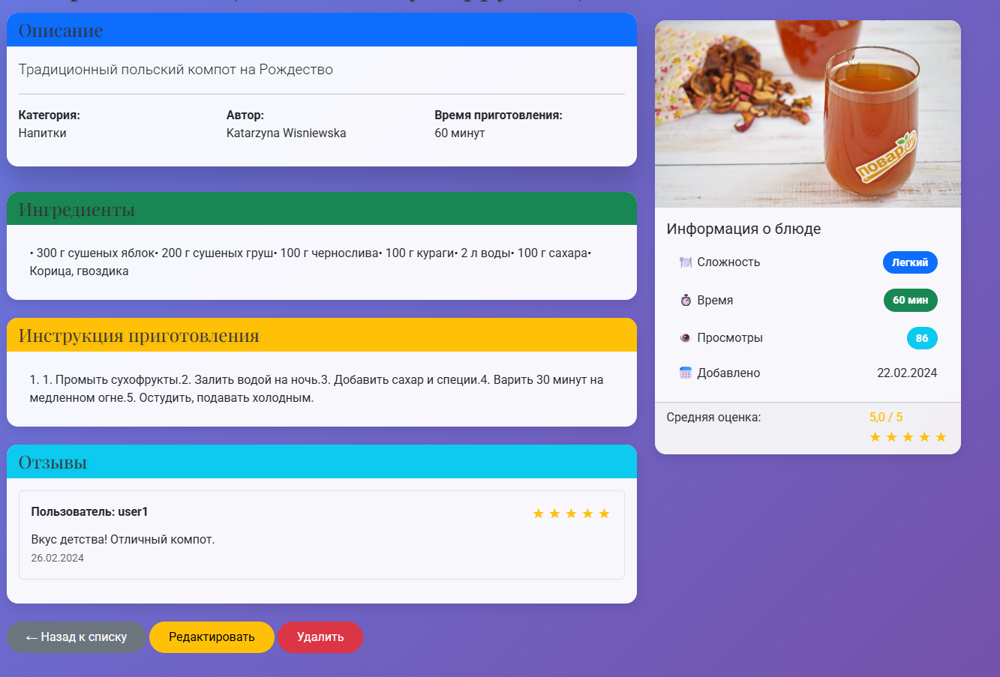 Описание
Традиционный польский компот на Рождество
Категория:
Напитки
Автор:
Katarzyna Wisniewska
Время приготовления:
60 минут
Ингредиенты
• 300 г сушеных яблок• 200 г сушеных груш• 100 г чернослива• 100 г кураги• 2 л воды• 100 г сахара•
Корица, гвоздика
Инструкция приготовления
1. 1. Промыть сухофрукты.2. Залить водой на ночь.3. Добавить сахар и специи.4. Варить 30 минут на
медленном огне.5. Остудить, подавать холодным.
Отзывы
Пользователь: user1
★ ★ ★ ★ ★
Вкус детства! Отличный компот.
26.02.2024
← Назад к списку
Редактировать
Удалить
повар.ру
Информация о блюде
🍽️ Сложность
Легкий
⏱️ Время
60 мин
👁️ Просмотры
86
📅 Добавлено
22.02.2024
Средняя оценка:
5,0 / 5
★ ★ ★ ★ ★